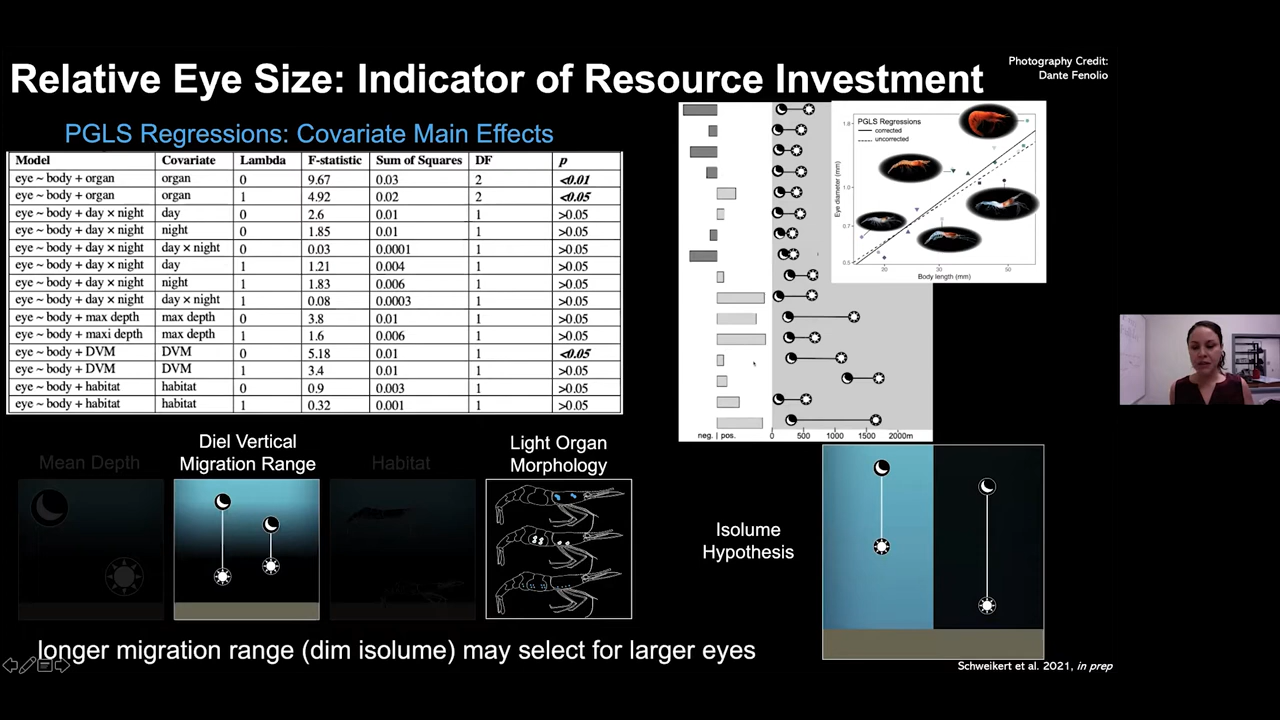 Relative Eye Size: Indicator of Resource Investment
Photography Credit:
Dante Fenolio
PGLS Regressions: Covariate Main Effects
Model Covariate Lambda F-statistic Sum of Squares DF p
eye ~ body + organ organ 0 9.67 0.03 2 <0.01
eye ~ body + organ organ 1 4.92 0.02 2 <0.05
eye ~ body + day × night day 0 2.6 0.01 1 >0.05
eye ~ body + day × night night 0 1.85 0.01 1 >0.05
eye ~ body + day × night day × night 0 0.03 0.0001 1 >0.05
eye ~ body + day × night day 1 1.21 0.004 1 >0.05
eye ~ body + day × night night 1 1.83 0.006 1 >0.05
eye ~ body + day × night day × night 1 0.08 0.0003 1 >0.05
eye ~ body + max depth max depth 0 3.8 0.01 1 >0.05
eye ~ body + maxi depth max depth 1 1.6 0.006 1 >0.05
eye ~ body + DVM DVM 0 5.18 0.01 1 <0.05
eye ~ body + DVM DVM 1 3.4 0.01 1 >0.05
eye ~ body + habitat habitat 0 0.9 0.003 1 >0.05
eye ~ body + habitat habitat 1 0.32 0.001 1 >0.05
PGLS Regressions
corrected
uncorrected
Eye diameter (mm)
1.8
1.0
0.7
0.5
20 30 50
Body length (mm)
neg. | pos. 0 500 1000 1500 2000m
Mean Depth
Diel Vertical
Migration Range
Habitat
Light Organ
Morphology
Isolume
Hypothesis
longer migration range (dim isolume) may select for larger eyes
Schweikert et al. 2021, in prep